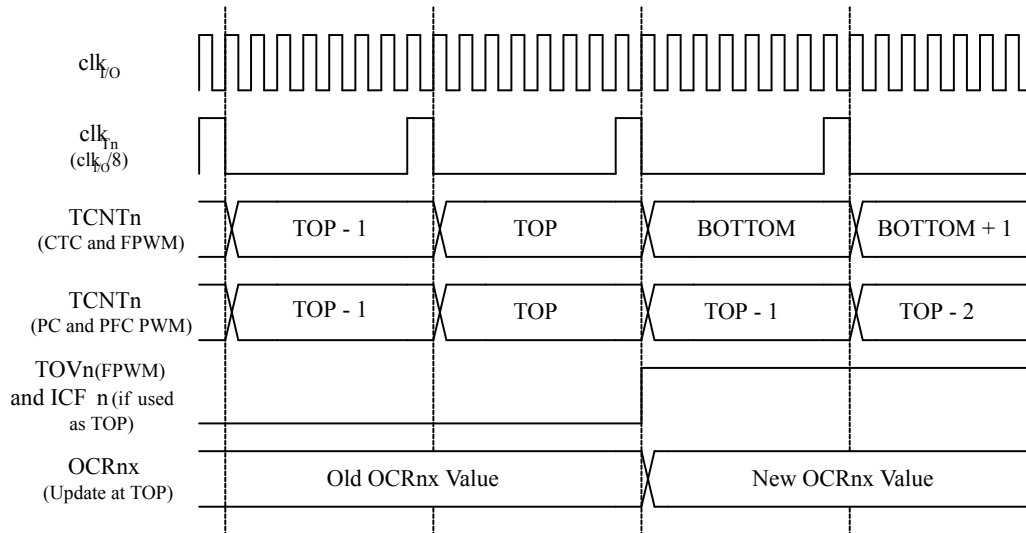 clkI/O
clkTn
(clkI/O/8)
TCNTn
(CTC and FPWM)
TOP - 1
TOP
BOTTOM
BOTTOM + 1
TCNTn
(PC and PFC PWM)
TOP - 1
TOP
TOP - 1
TOP - 2
TOVn(FPWM)
and ICF n (if used
as TOP)
OCRnx
(Update at TOP)
Old OCRnx Value
New OCRnx Value